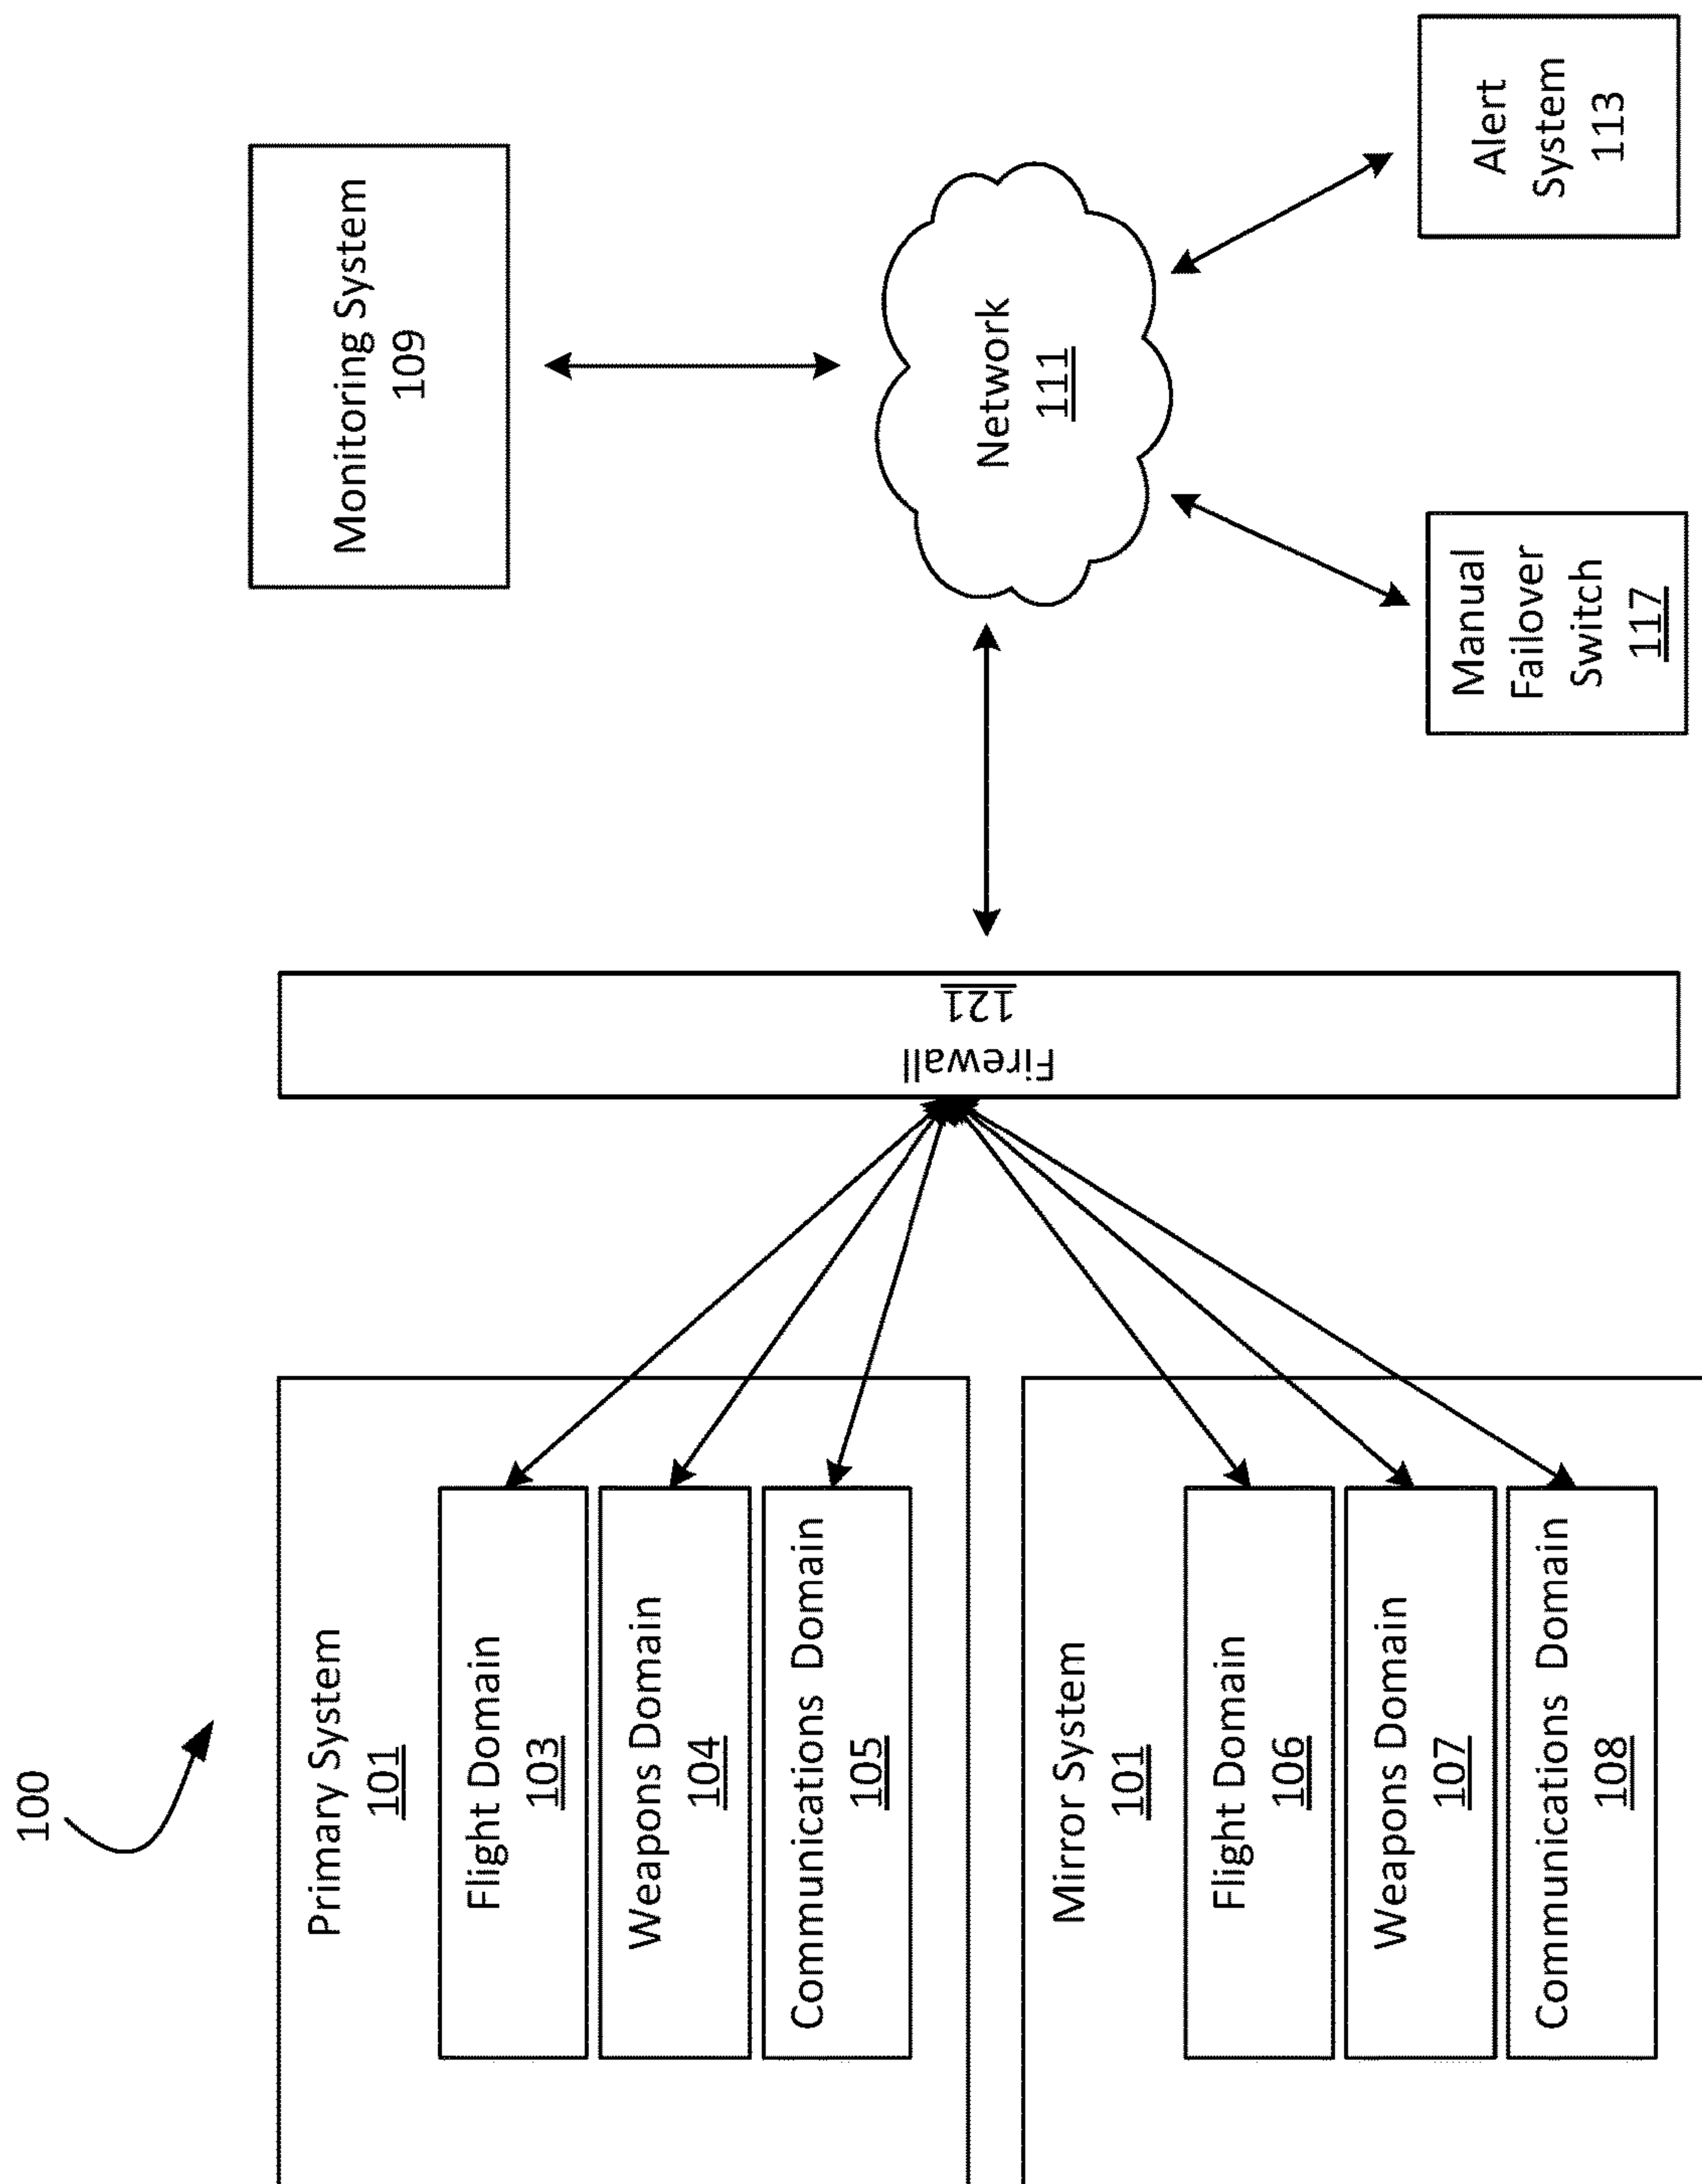 100
Primary System
101
Flight Domain
103
Weapons Domain
104
Communications Domain
105
Mirror System
101
Flight Domain
106
Weapons Domain
107
Communications Domain
108
Firewall
121
Monitoring System
109
Network
111
Manual
Failover
Switch
117
Alert
System
113